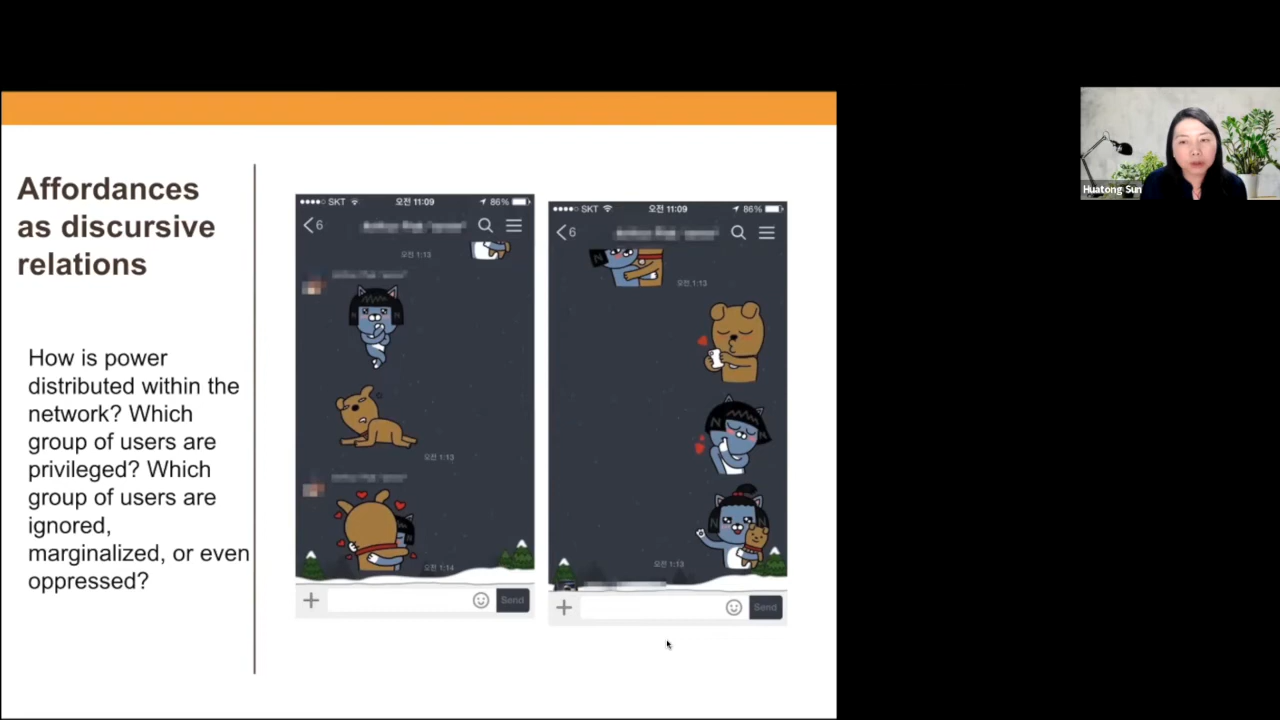 Affordances
as discursive
relations
How is power
distributed within the
network? Which
group of users are
privileged? Which
group of users are
ignored,
marginalized, or even
oppressed?
SKT 오전 11:09 86%
6
오전 1:13
오전 1:13
오전 1:14
Send
SKT 오전 11:09 86%
6
오전 1:13
오전 1:13
Send
Huatong Sun